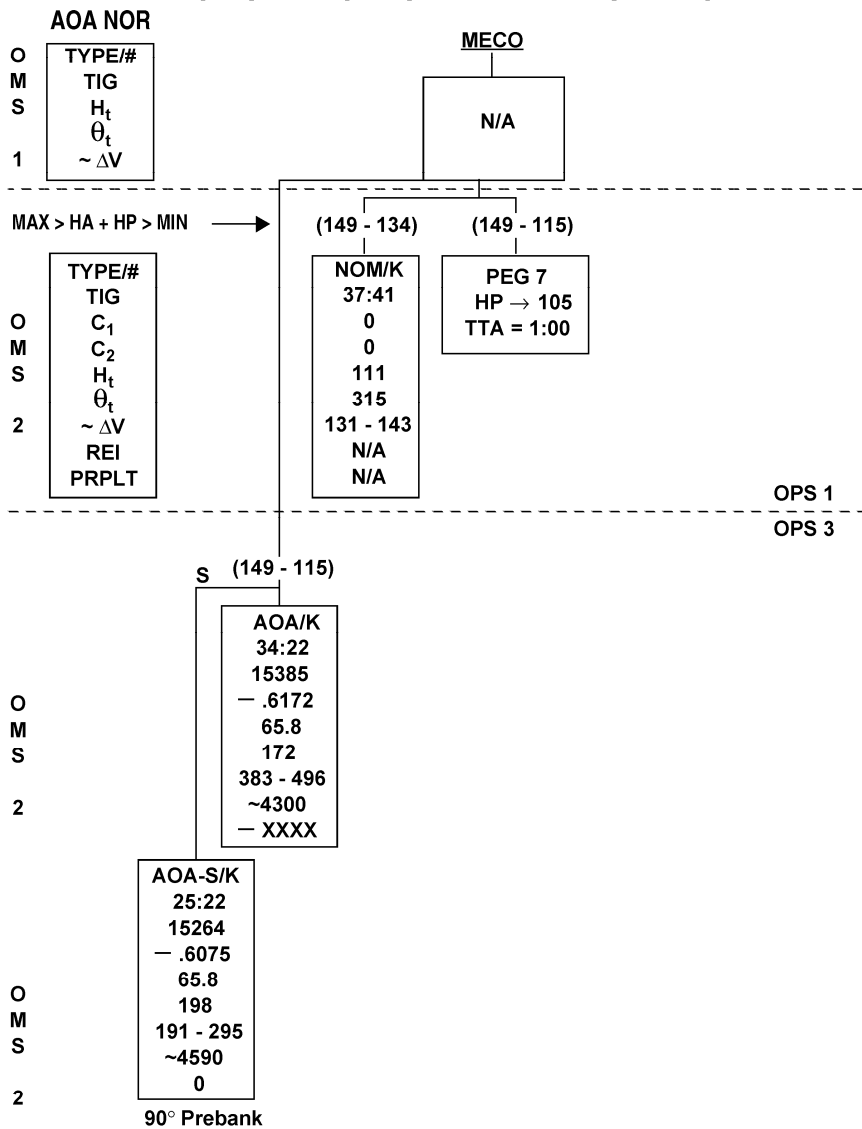 AOA NOR
MECO
O
M
S
1
TYPE/#
TIG
Ht
θt
~ ΔV
N/A
MAX > HA + HP > MIN
(149 - 134)
(149 - 115)
O
M
S
2
TYPE/#
TIG
C1
C2
Ht
θt
~ ΔV
REI
PRPLT
NOM/K
37:41
0
0
111
315
131 - 143
N/A
N/A
PEG 7
HP → 105
TTA = 1:00
OPS 1
OPS 3
S
(149 - 115)
O
M
S
2
AOA/K
34:22
15385
— .6172
65.8
172
383 - 496
~4300
— XXXX
O
M
S
2
AOA-S/K
25:22
15264
— .6075
65.8
198
191 - 295
~4590
0
90° Prebank